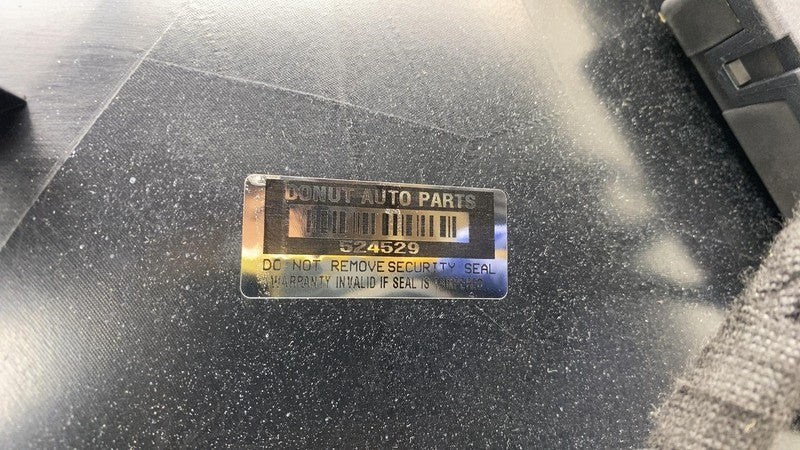 DONUT AUTO PARTS
524529
DO NOT REMOVE SECURITY SEAL
WARRANTY INVALID IF SEAL IS